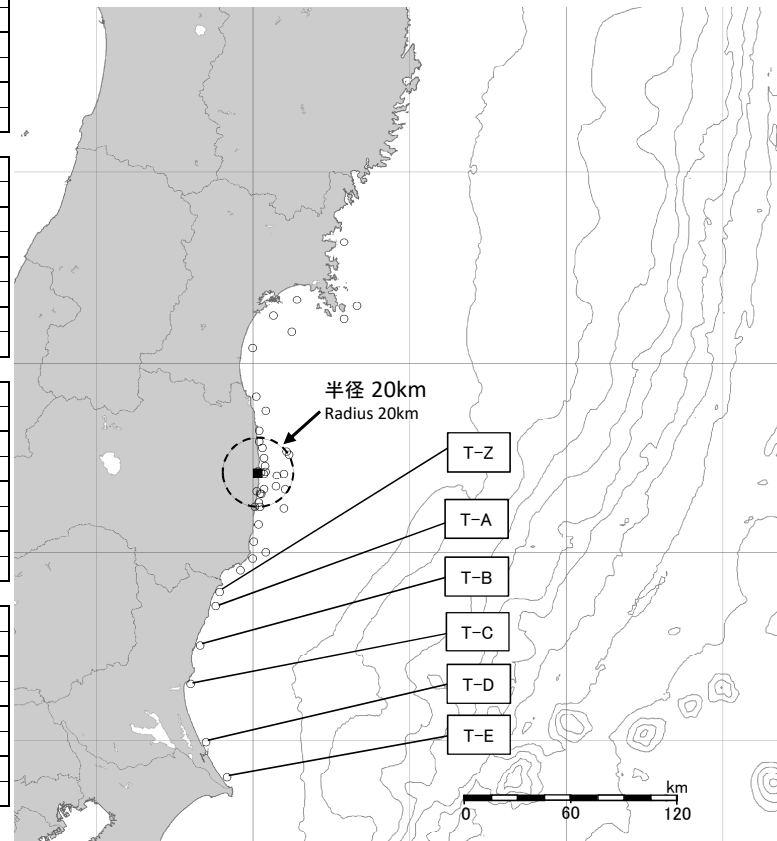 半径 20km
Radius 20km
T-Z
T-A
T-B
T-C
T-D
T-E
km
0 60 120